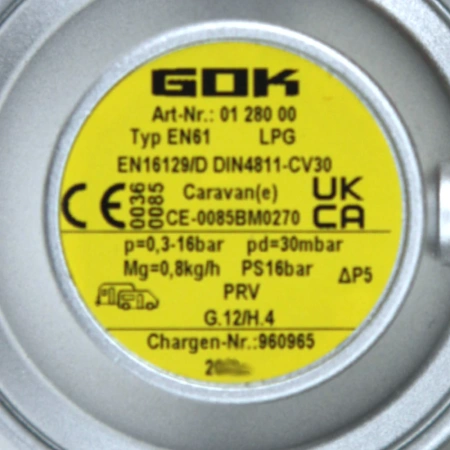 GOK
Art-Nr.: 01 280 00
Typ EN61 LPG
EN16129/D DIN4811-CV30
CE 0036 0085 Caravan(e) UK CA
CE-0085BM0270
p=0,3-16bar pd=30mbar
Mg=0,8kg/h PS16bar ΔP5
PRV
G.12/H.4
Chargen-Nr.:960965